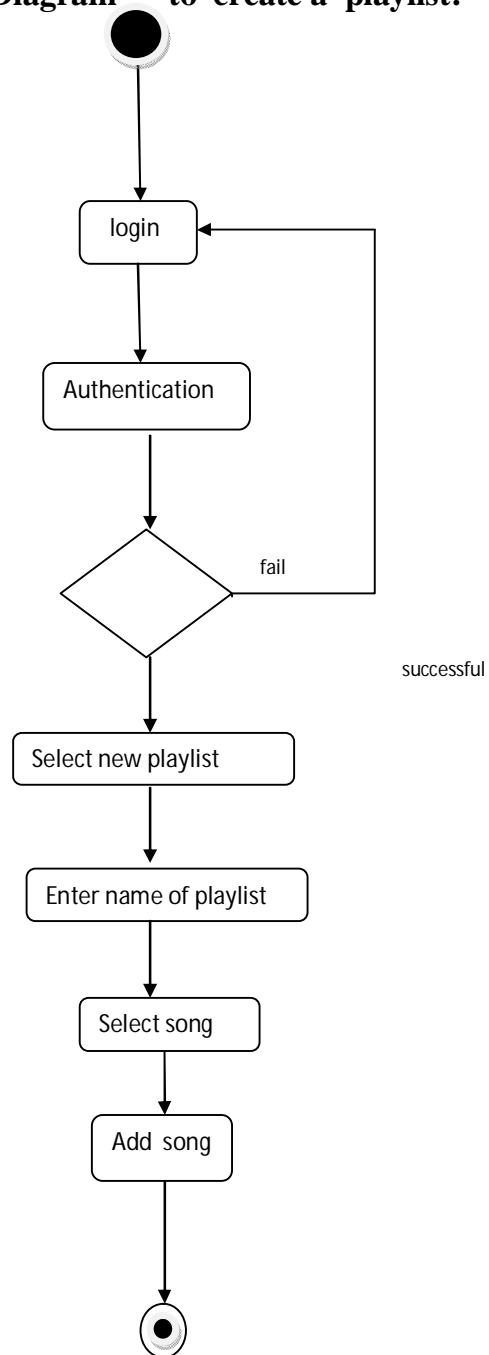 Diagram to create a playlist:
login
Authentication
fail
successful
Select new playlist
Enter name of playlist
Select song
Add song